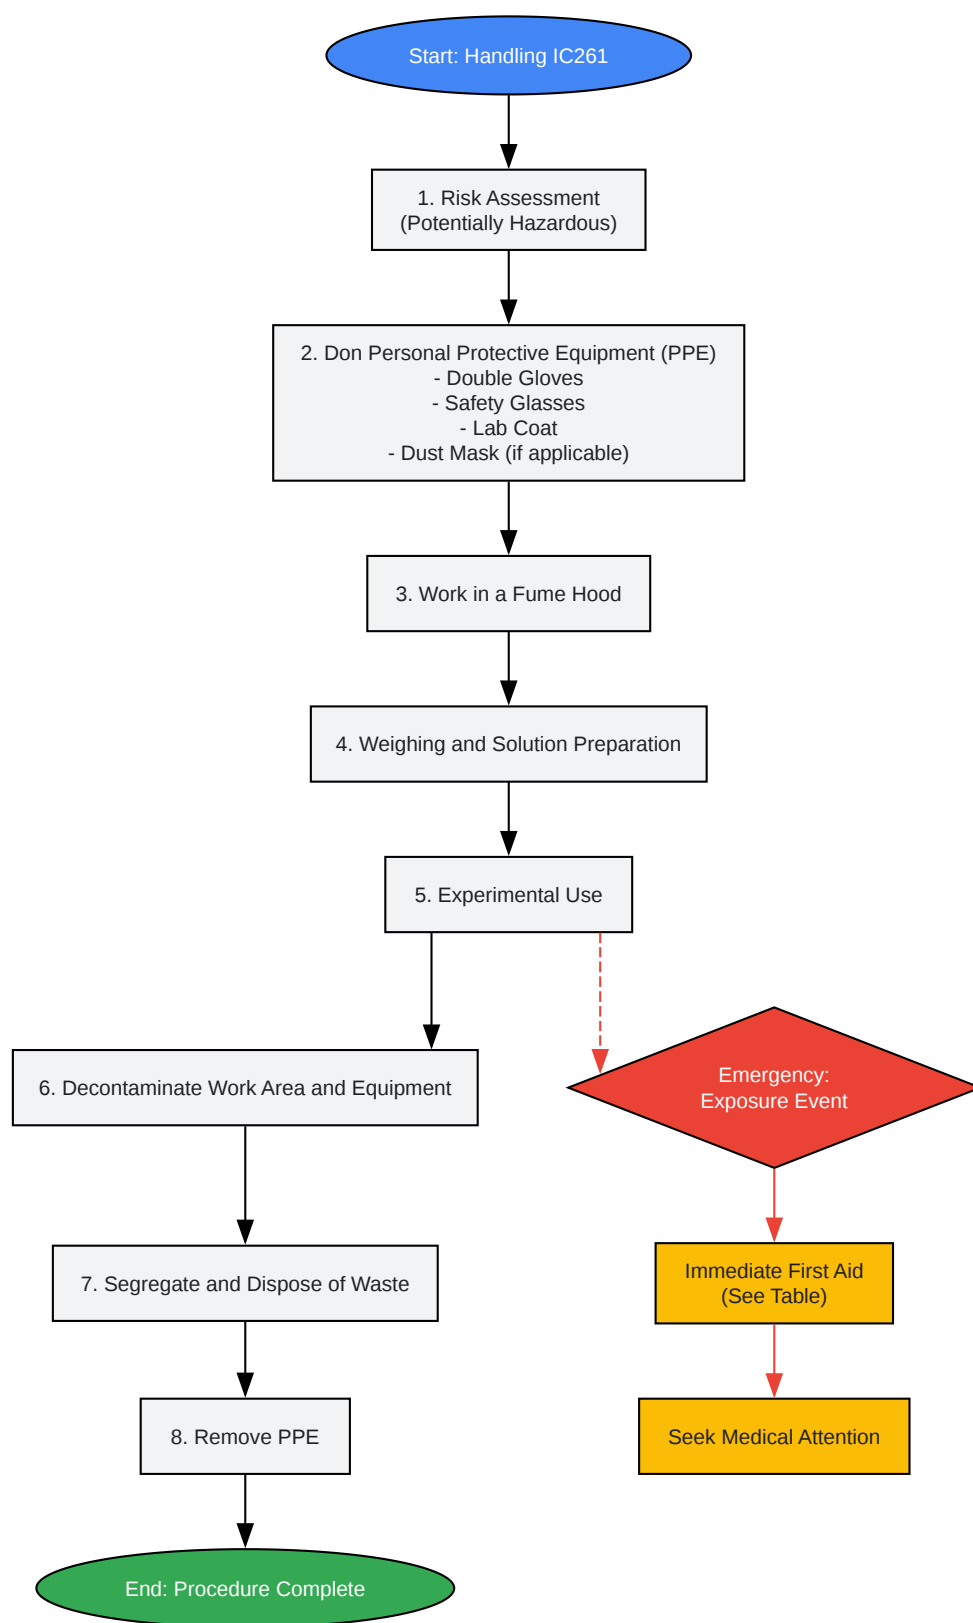 Start: Handling IC261
1. Risk Assessment
(Potentially Hazardous)
2. Don Personal Protective Equipment (PPE)
- Double Gloves
- Safety Glasses
- Lab Coat
- Dust Mask (if applicable)
3. Work in a Fume Hood
4. Weighing and Solution Preparation
5. Experimental Use
6. Decontaminate Work Area and Equipment
Emergency:
Exposure Event
7. Segregate and Dispose of Waste
Immediate First Aid
(See Table)
8. Remove PPE
Seek Medical Attention
End: Procedure Complete